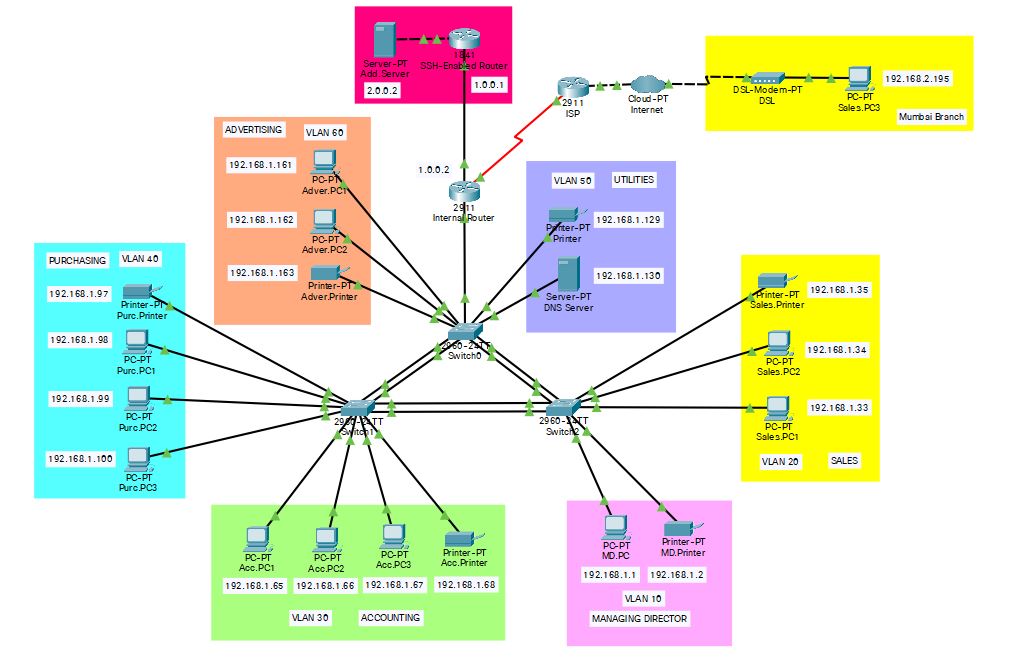 1841
Server-PT
Add.Server
SSH-Enabled Router
2.0.0.2
1.0.0.1
2911
ISP
Cloud-PT
Internet
DSL-Modem-PT
DSL
PC-PT
Sales.PC3
192.168.2.195
Mumbai Branch
ADVERTISING
VLAN 60
192.168.1.161
PC-PT
Adver.PC1
192.168.1.162
PC-PT
Adver.PC2
192.168.1.163
Printer-PT
Adver.Printer
1.0.0.2
2911
Internal Router
VLAN 50
UTILITIES
Printer-PT
Printer
192.168.1.129
Server-PT
DNS Server
192.168.1.130
PURCHASING
VLAN 40
192.168.1.97
Printer-PT
Purc.Printer
192.168.1.98
PC-PT
Purc.PC1
192.168.1.99
PC-PT
Purc.PC2
192.168.1.100
PC-PT
Purc.PC3
2960-24TT
Switch0
2960-24TT
Switch1
2960-24TT
Switch2
Printer-PT
Sales.Printer
192.168.1.35
PC-PT
Sales.PC2
192.168.1.34
PC-PT
Sales.PC1
192.168.1.33
VLAN 20
SALES
PC-PT
Acc.PC1
192.168.1.65
PC-PT
Acc.PC2
192.168.1.66
PC-PT
Acc.PC3
192.168.1.67
Printer-PT
Acc.Printer
192.168.1.68
VLAN 30
ACCOUNTING
PC-PT
MD.PC
192.168.1.1
Printer-PT
MD.Printer
192.168.1.2
VLAN 10
MANAGING DIRECTOR